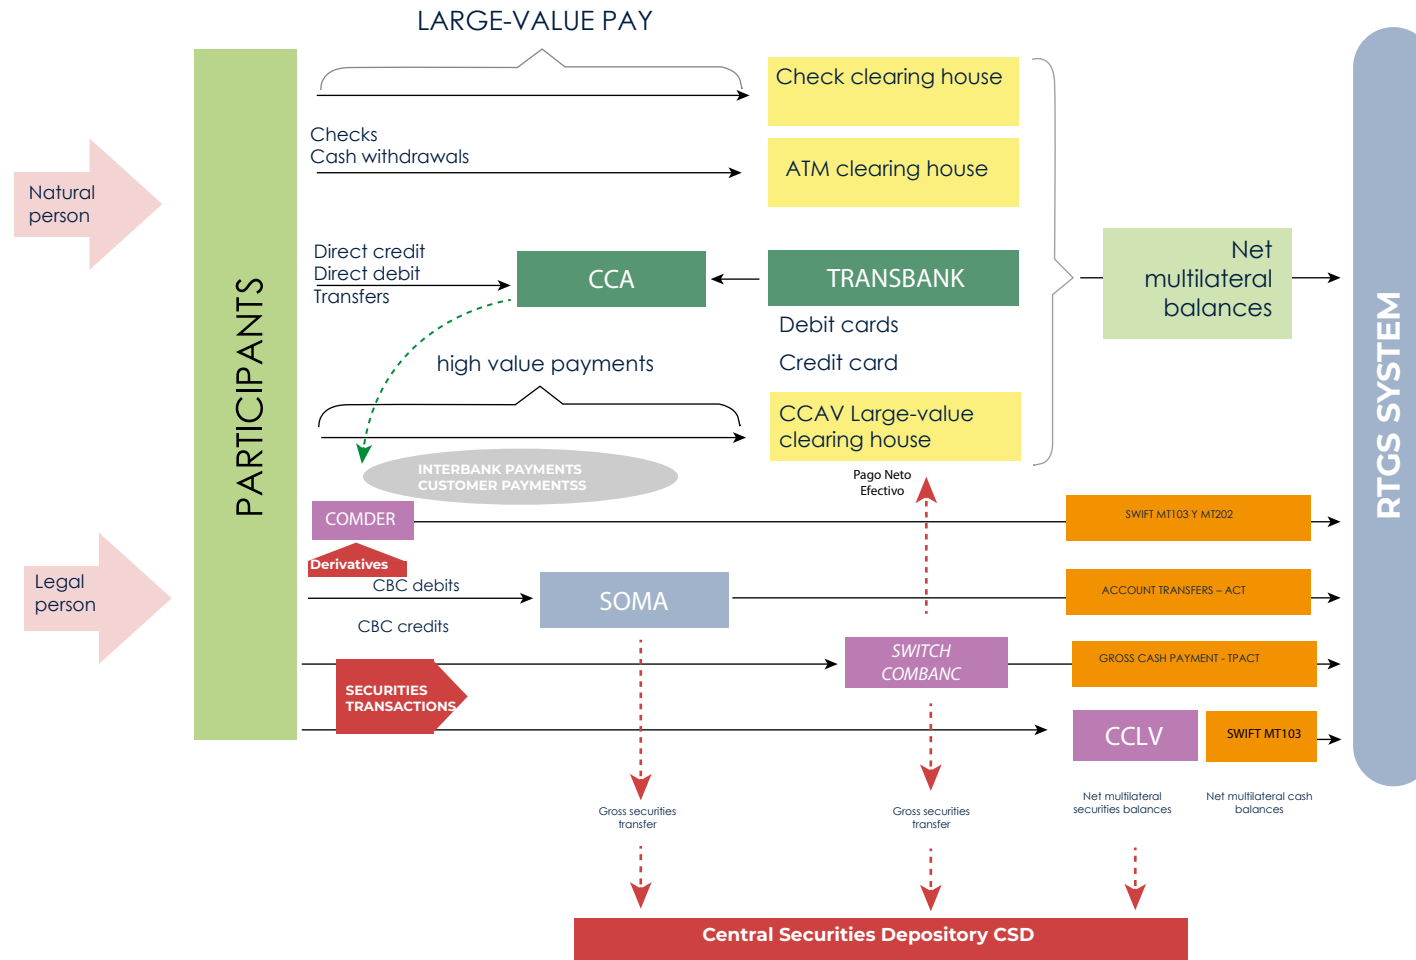 LARGE-VALUE PAY
Check clearing house
Checks
Cash withdrawals
ATM clearing house
Natural
person
PARTICIPANTS
Direct credit
Direct debit
Transfers
CCA
TRANSBANK
Debit cards
Credit card
Net
multilateral
balances
RTGS SYSTEM
high value payments
CCAV Large-value
clearing house
INTERBANK PAYMENTS
CUSTOMER PAYMENTSS
Pago Neto
Efectivo
COMDER
SWIFT MT103 Y MT202
Derivatives
Legal
person
CBC debits
SOMA
ACCOUNT TRANSFERS – ACT
CBC credits
SWITCH
COMBANC
GROSS CASH PAYMENT - TPACT
SECURITIES
TRANSACTIONS
CCLV
SWIFT MT103
Gross securities
transfer
Gross securities
transfer
Net multilateral
securities balances
Net multilateral cash
balances
Central Securities Depository CSD